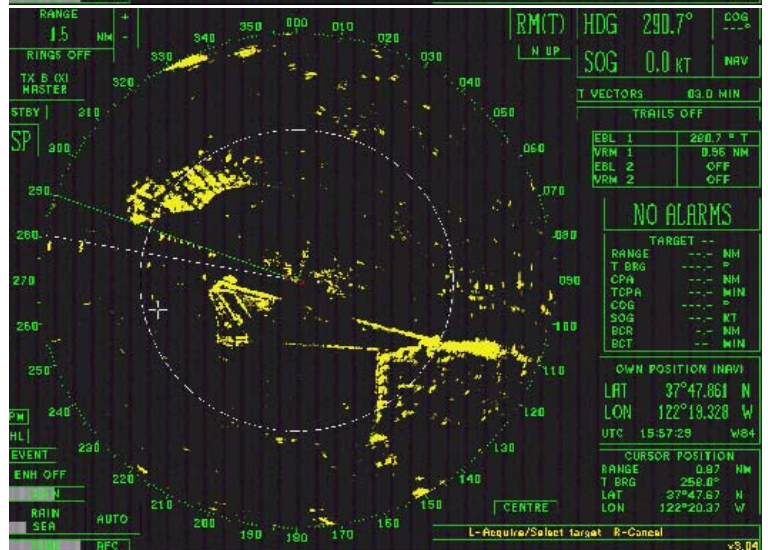 RANGE
+
1.5 NM
-
RINGS OFF
TX B (X)
MASTER
STBY
SP
RM(T)
N UP
HDG 290.7°
COG
---°
SOG 0.0 KT
NAV
T VECTORS 03.0 MIN
TRAILS OFF
EBL 1 280.7 ° T
VRM 1 0.95 NM
EBL 2 OFF
VRM 2 OFF
NO ALARMS
TARGET --
RANGE --.- NM
T BRG ---.-
CPA --.- NM
TCPA --.- MIN
COG ---.- °
SOG --.- KT
BCR --.- NM
BCT --.- MIN
OWN POSITION (NAV)
LAT 37°47.861 N
LON 122°19.328 W
UTC 15:57:29 W84
CURSOR POSITION
RANGE 0.87 NM
T BRG 258.0°
LAT 37°47.67 N
LON 122°20.37 W
000
010
020
030
040
050
060
070
080
090
100
110
120
130
140
150
160
170
180
190
200
210
220
230
240
250
260
270
280
290
300
310
320
330
340
350
PM
HL
EVENT
ENH OFF
RAIN
SEA
AUTO
AFC
CENTRE
L-Acquire/Select target R-Cancel
v3.04